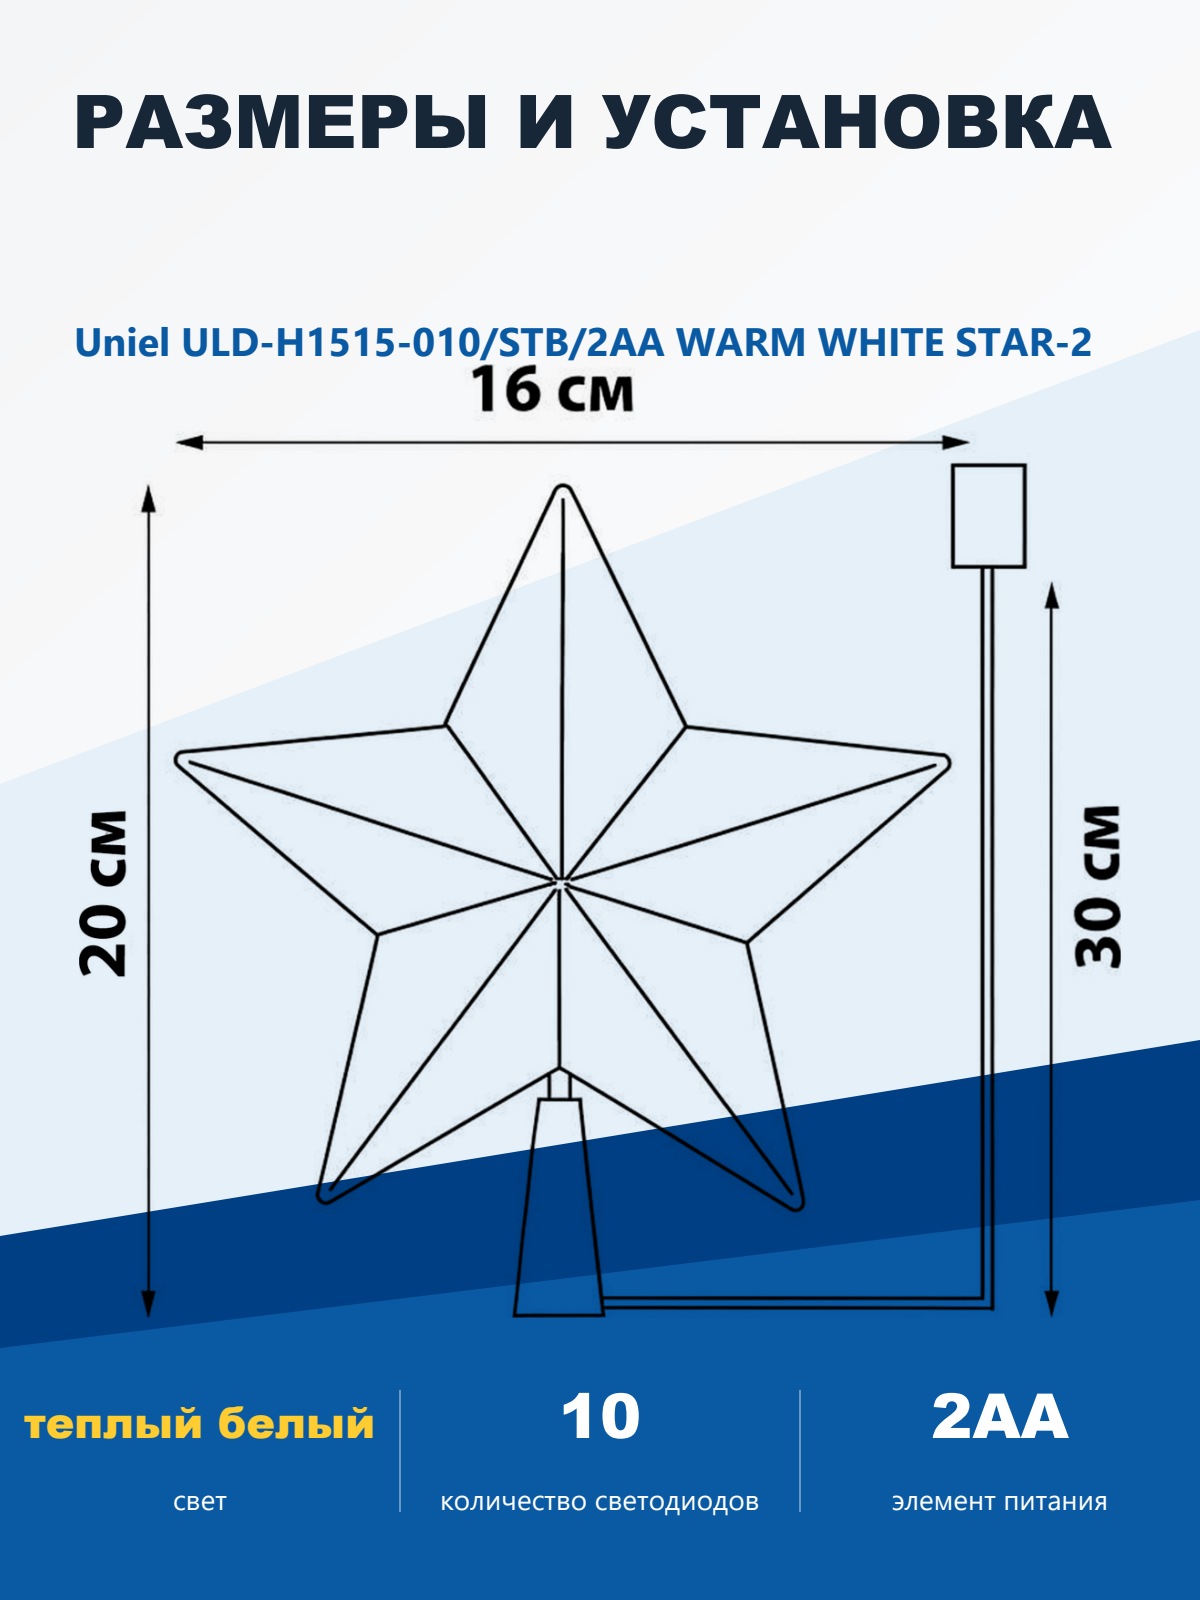 РАЗМЕРЫ И УСТАНОВКА
Uniel ULD-H1515-010/STB/2AA WARM WHITE STAR-2
16 см
20 см
30 см
теплый белый
свет
10
количество светодиодов
2AA
элемент питания